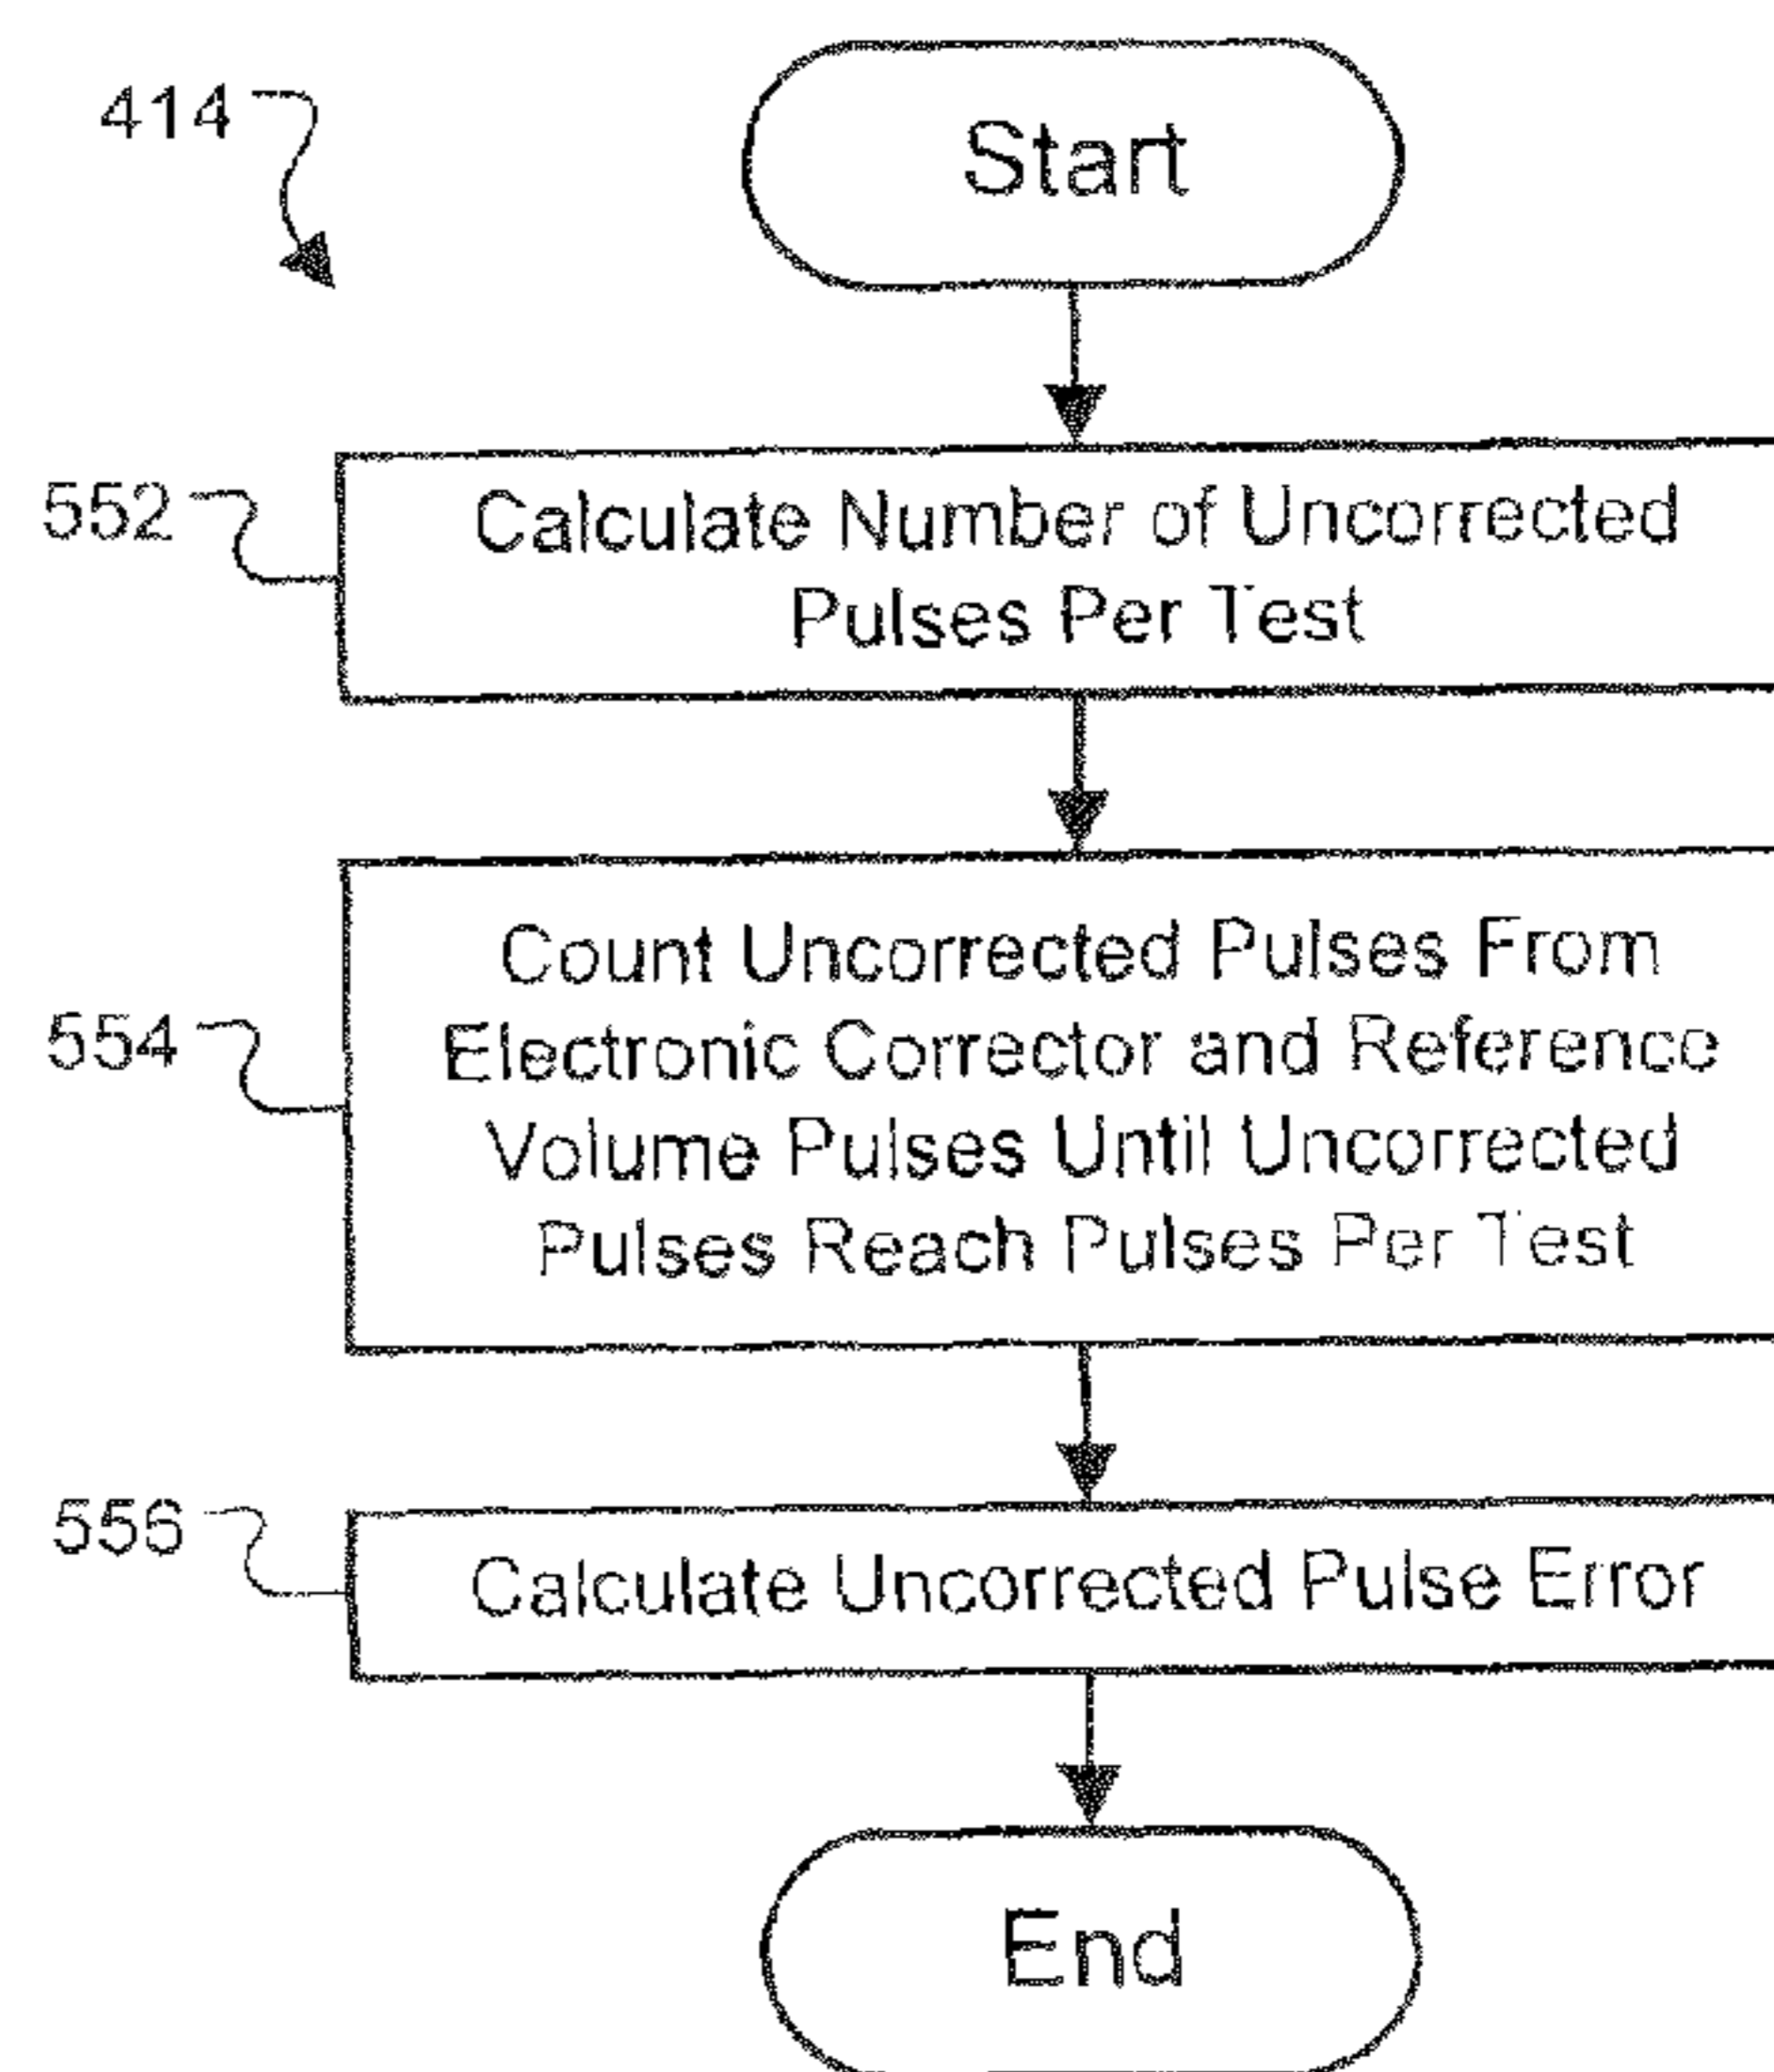 414
Start
552
Calculate Number of Uncorrected
Pulses Per Test
554
Count Uncorrected Pulses From
Electronic Corrector and Reference
Volume Pulses Until Uncorrected
Pulses Reach Pulses Per Test
556
Calculate Uncorrected Pulse Error
End